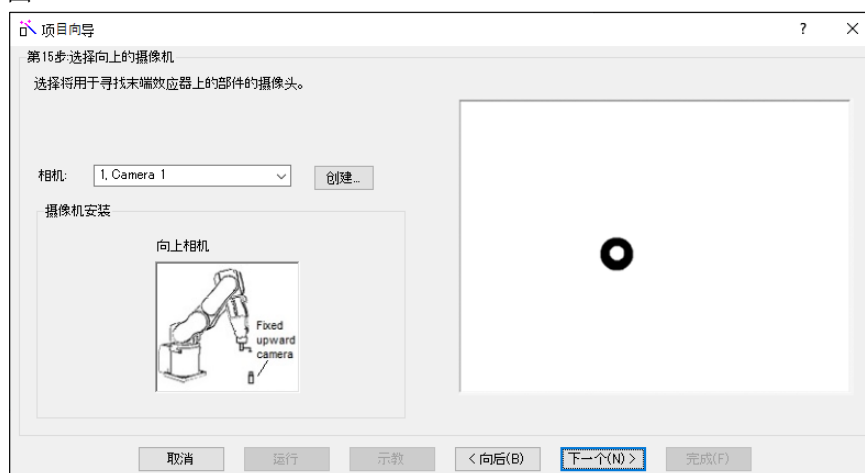 项目向导
第15步:选择向上的摄像机
选择将用于寻找末端效应器上的部件的摄像头。
相机: 1, Camera 1 创建...
摄像机安装
向上相机
Fixed
upward
camera
取消 运行 示教 < 向后(B) 下一个(N) > 完成(F)